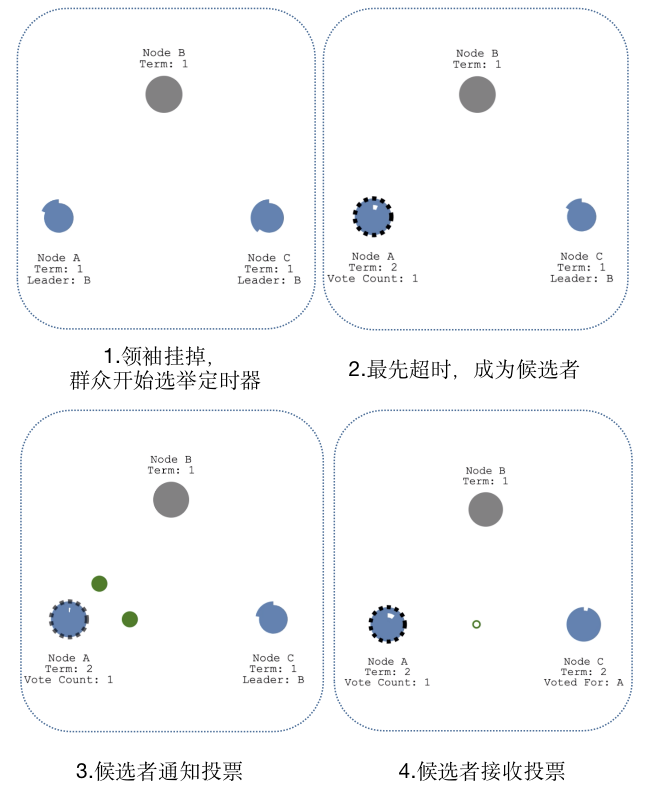 Node B
Term: 1
Node A
Term: 1
Leader: B
Node C
Term: 1
Leader: B
1.领袖挂掉,
群众开始选举定时器
Node B
Term: 1
Node A
Term: 2
Vote Count: 1
Node C
Term: 1
Leader: B
2.最先超时，成为候选者
Node B
Term: 1
Node A
Term: 2
Vote Count: 1
Node C
Term: 1
Leader: B
3.候选者通知投票
Node B
Term: 1
Node A
Term: 2
Vote Count: 1
Node C
Term: 2
Voted For: A
4.候选者接收投票